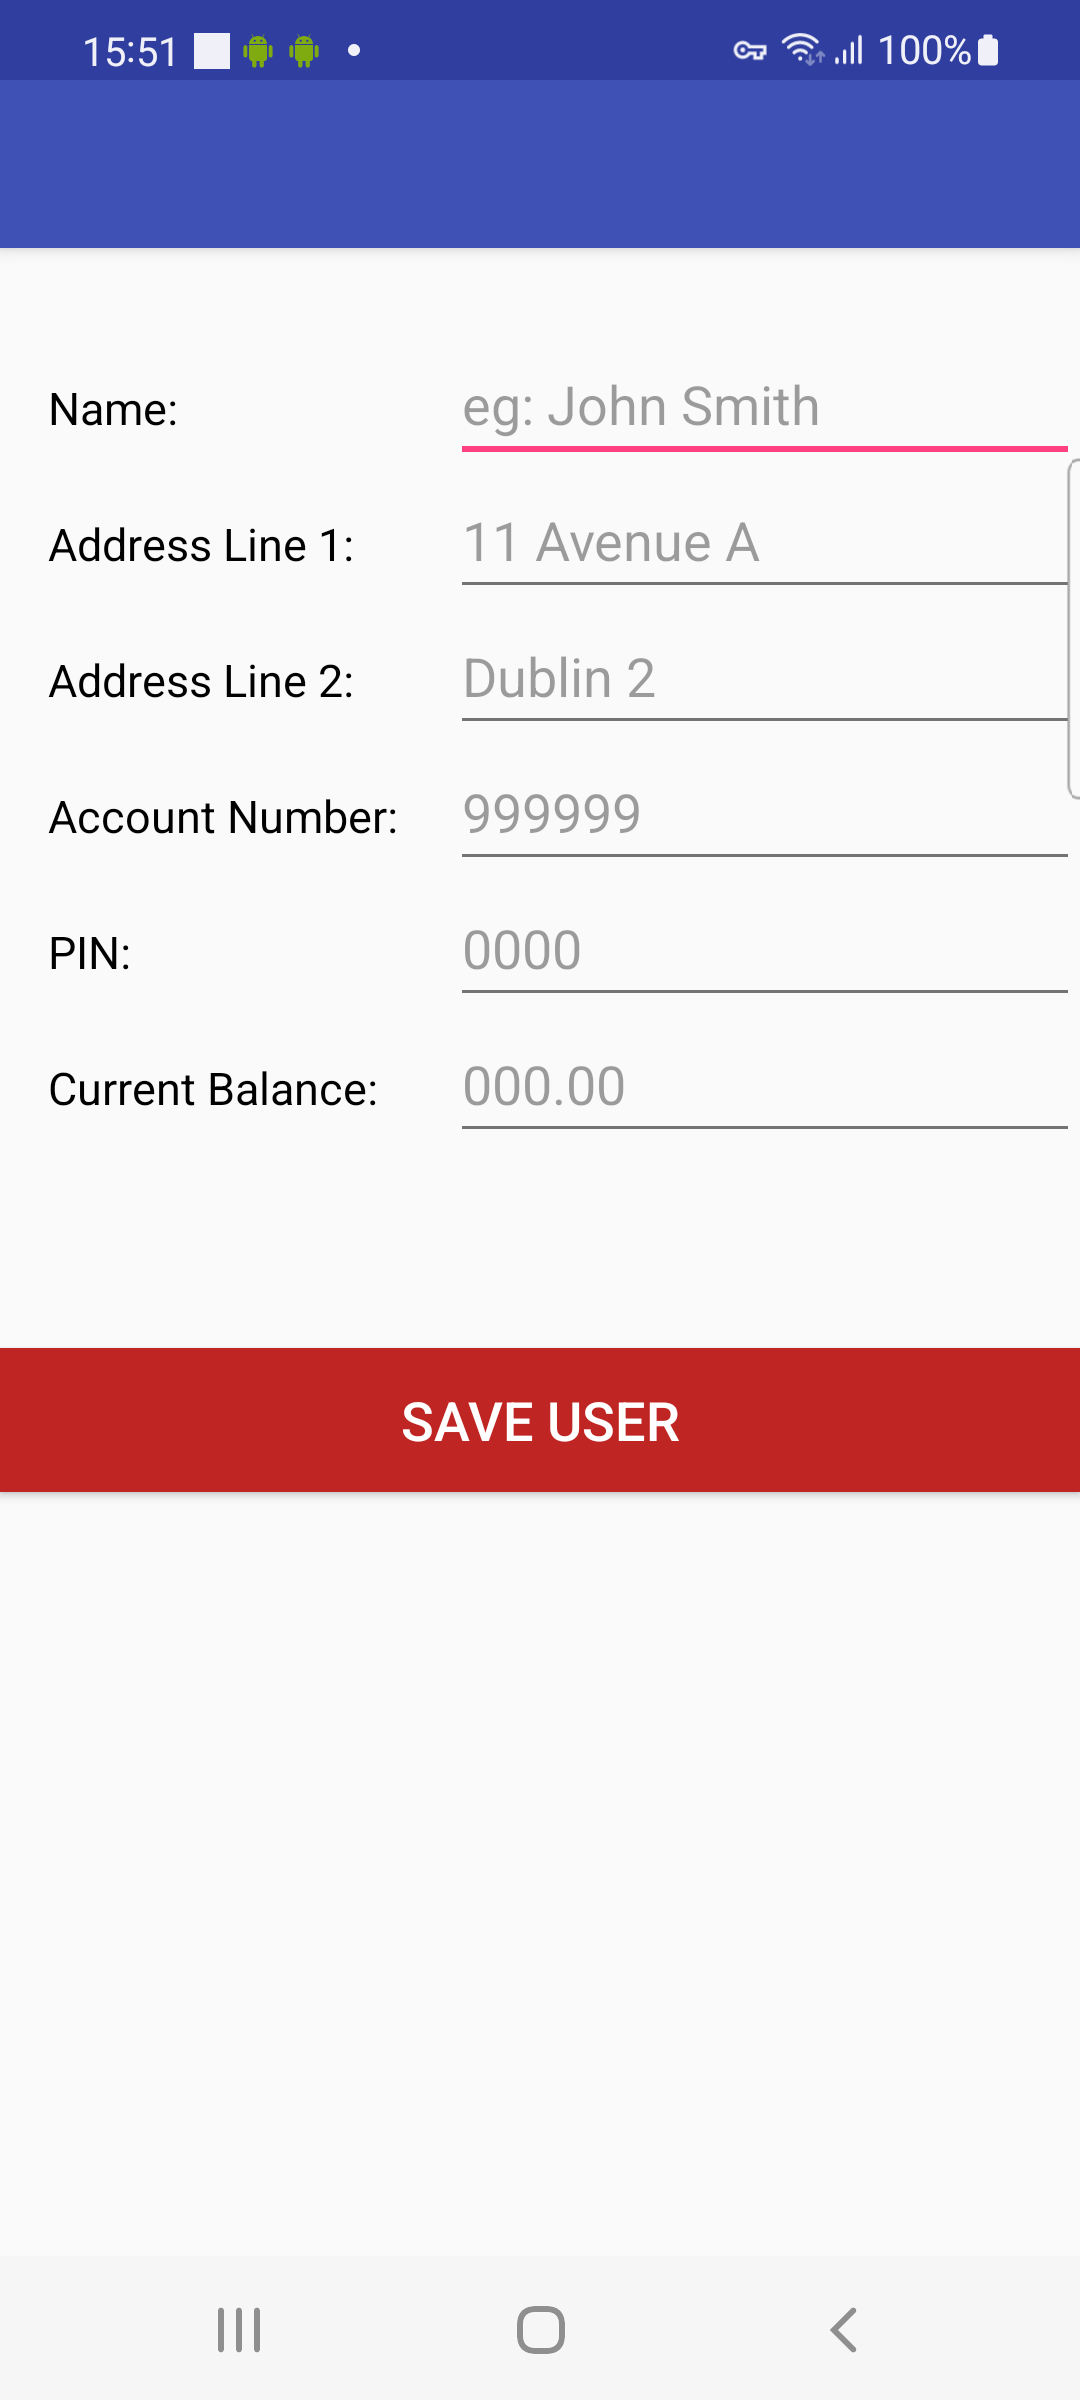 15:51 100%
Name: eg: John Smith
Address Line 1: 11 Avenue A
Address Line 2: Dublin 2
Account Number: 999999
PIN: 0000
Current Balance: 000.00
SAVE USER